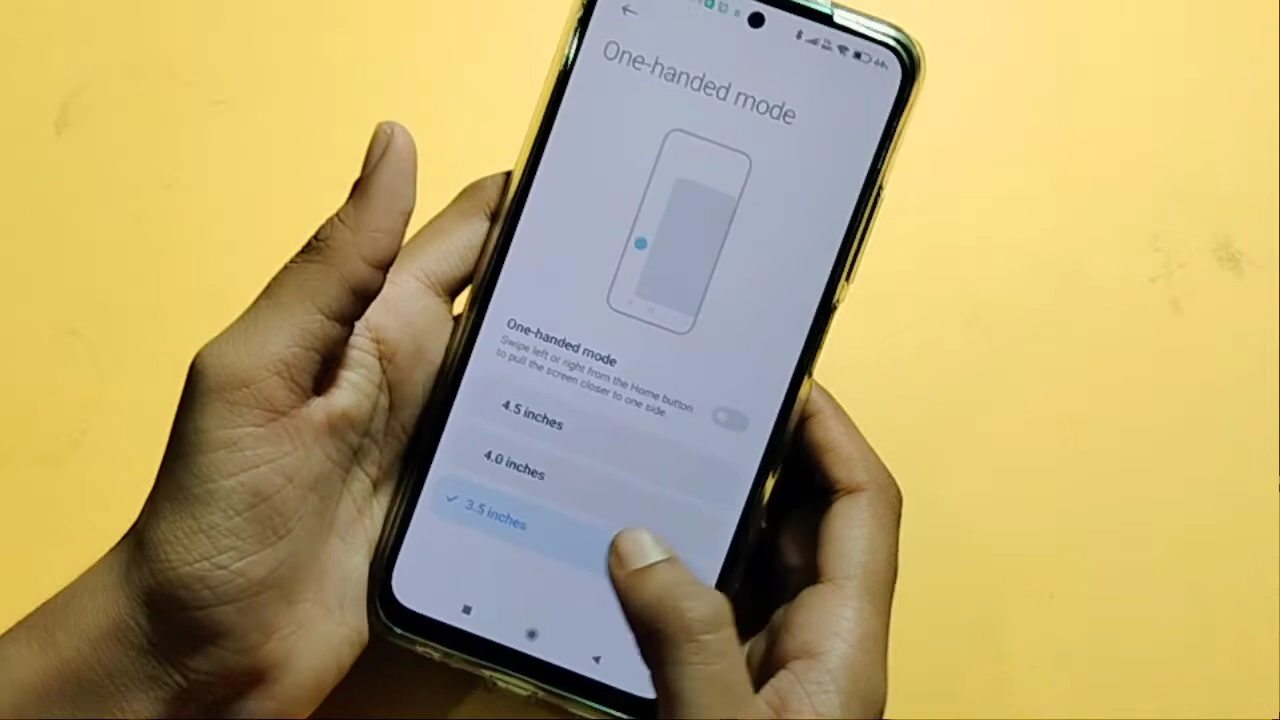 One-handed mode
One-handed mode
Swipe left or right from the Home button
to pull the screen closer to one side
4.5 inches
4.0 inches
3.5 inches